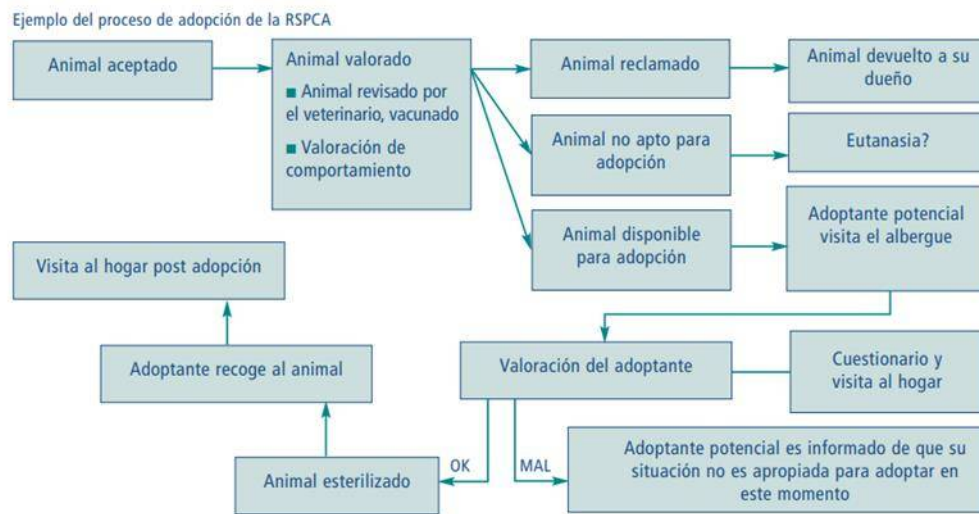 Ejemplo del proceso de adopción de la RSPCA
Animal aceptado
Animal valorado
■ Animal revisado por
el veterinario, vacunado
■ Valoración de
comportamiento
Animal reclamado
Animal devuelto a su
dueño
Animal no apto para
adopción
Eutanasia?
Animal disponible
para adopción
Adoptante potencial
visita el albergue
Visita al hogar post adopción
Adoptante recoge al animal
Valoración del adoptante
Cuestionario y
visita al hogar
OK
MAL
Animal esterilizado
Adoptante potencial es informado de que su
situación no es apropiada para adoptar en
este momento